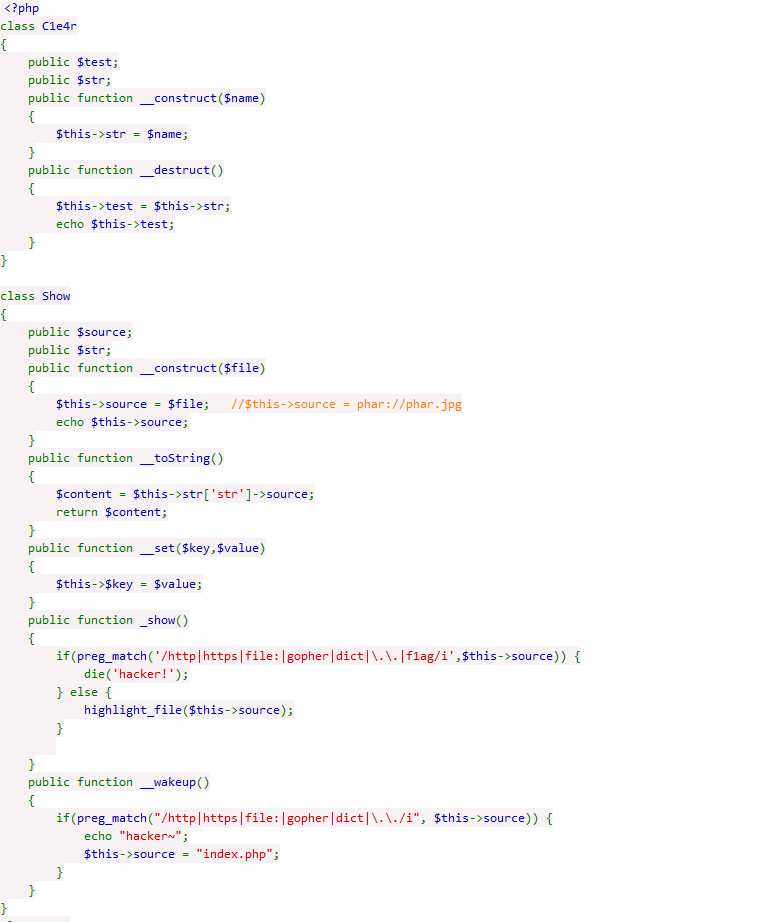 <?php
class C1e4r
{
    public $test;
    public $str;
    public function __construct($name)
    {
        $this->str = $name;
    }
    public function __destruct()
    {
        $this->test = $this->str;
        echo $this->test;
    }
}

class Show
{
    public $source;
    public $str;
    public function __construct($file)
    {
        $this->source = $file;   //$this->source = phar://phar.jpg
        echo $this->source;
    }
    public function __toString()
    {
        $content = $this->str['str']->source;
        return $content;
    }
    public function __set($key,$value)
    {
        $this->$key = $value;
    }
    public function _show()
    {
        if(preg_match('/http|https|file:|gopher|dict|\.\.|f1ag/i',$this->source)) {
            die('hacker!');
        } else {
            highlight_file($this->source);
        }

    }
    public function __wakeup()
    {
        if(preg_match("/http|https|file:|gopher|dict|\.\./i", $this->source)) {
            echo "hacker~";
            $this->source = "index.php";
        }
    }
}